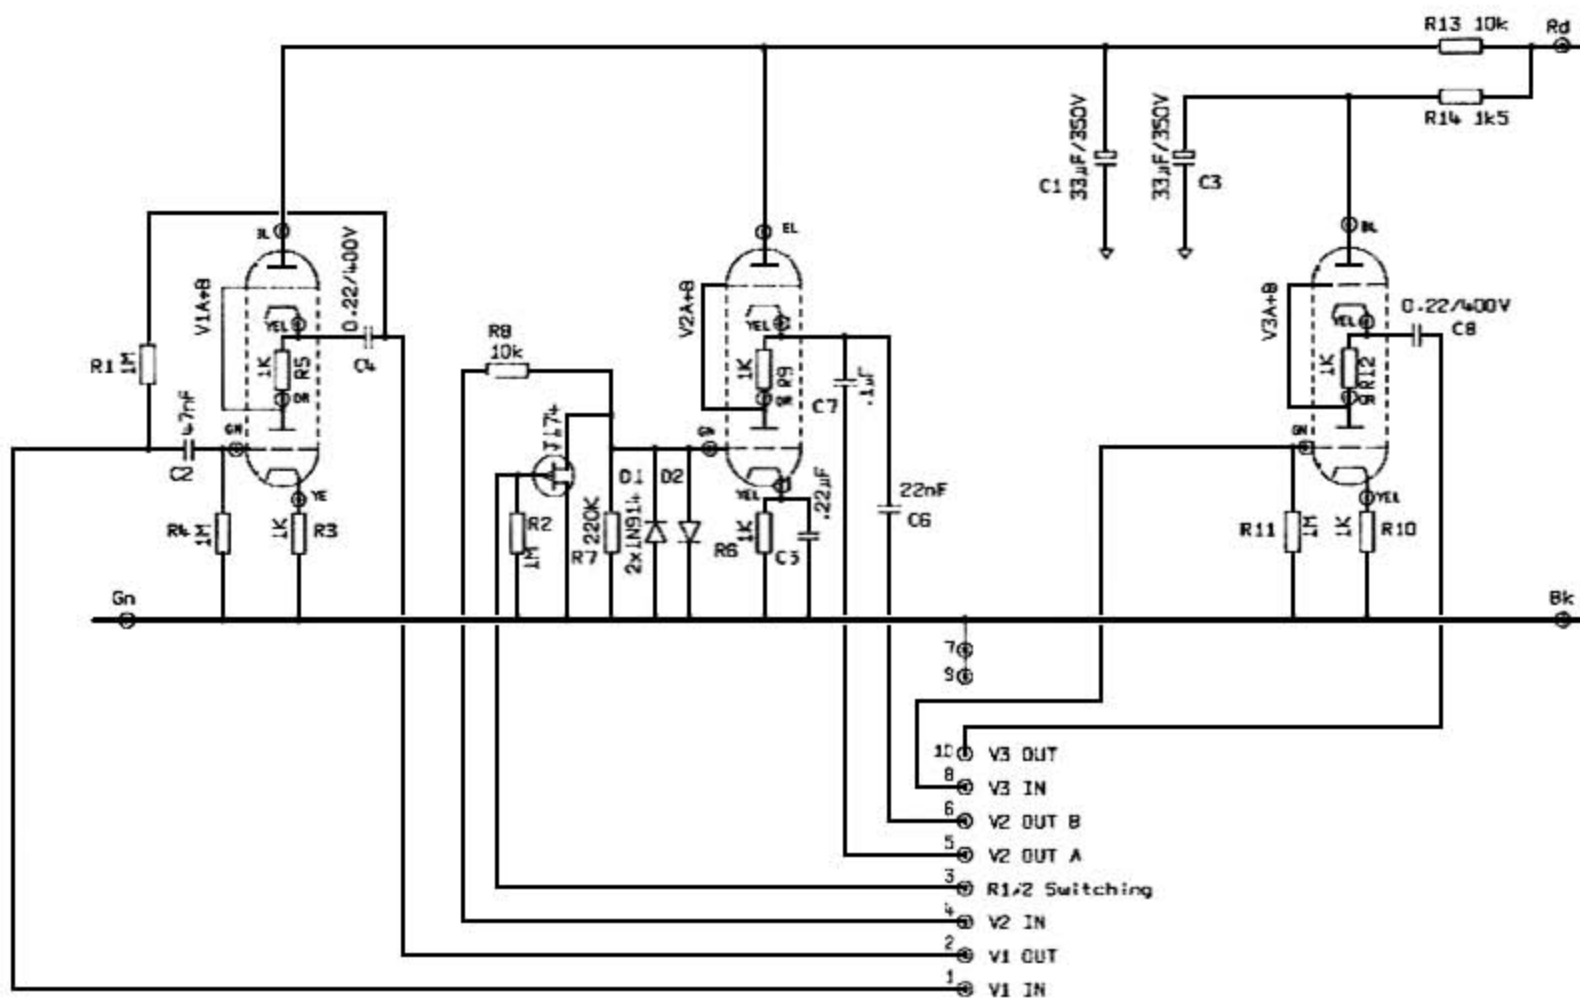 R13 10k
Rd
R14 1k5
C1
33µF/350V
33µF/350V
C3
V1A+B
YEL
1K
R5
OR
0.22/400V
C4
R1
1M
47nF
C2
GN
YE
R4
1M
1K
R3
EL
V2A+B
YEL
1K
R9
OR
R8
10k
J174
R2
1M
R7
220K
2x1N914
D1
D2
YEL
R6
1K
C5
.22µF
C7
.1µF
22nF
C6
BL
V3A+B
YEL
1K
R12
OR
0.22/400V
C8
GN
YEL
R11
1M
1K
R10
Gn
Bk
7
9
10 V3 OUT
8 V3 IN
6 V2 OUT B
5 V2 OUT A
3 R1/2 Switching
4 V2 IN
2 V1 OUT
1 V1 IN